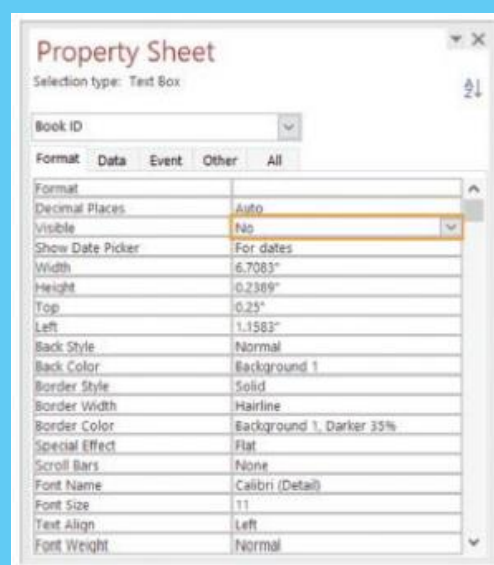 Property Sheet
Selection type: Text Box
Book ID
Format Data Event Other All
Format
Decimal Places Auto
Visible No
Show Date Picker For dates
Width 6.7083"
Height 0.2389"
Top 0.25"
Left 1.1583"
Back Style Normal
Back Color Background 1
Border Style Solid
Border Width Hairline
Border Color Background 1, Darker 35%
Special Effect Flat
Scroll Bars None
Font Name Calibri (Detail)
Font Size 11
Text Align Left
Font Weight Normal